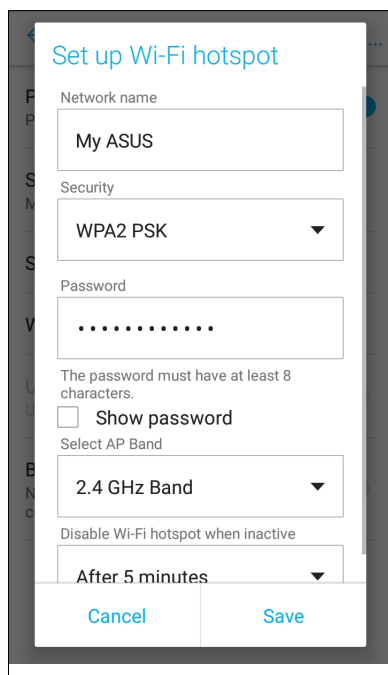 Set up Wi-Fi hotspot
Network name
My ASUS
Security
WPA2 PSK
Password
••••••••••••
The password must have at least 8
characters.
Show password
Select AP Band
2.4 GHz Band
Disable Wi-Fi hotspot when inactive
After 5 minutes
Cancel
Save